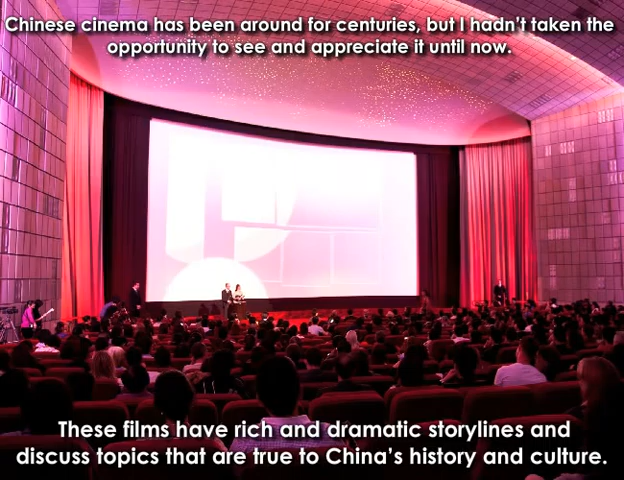 Chinese cinema has been around for centuries, but I hadn't taken the
opportunity to see and appreciate it until now.
These films have rich and dramatic storylines and
discuss topics that are true to China's history and culture.